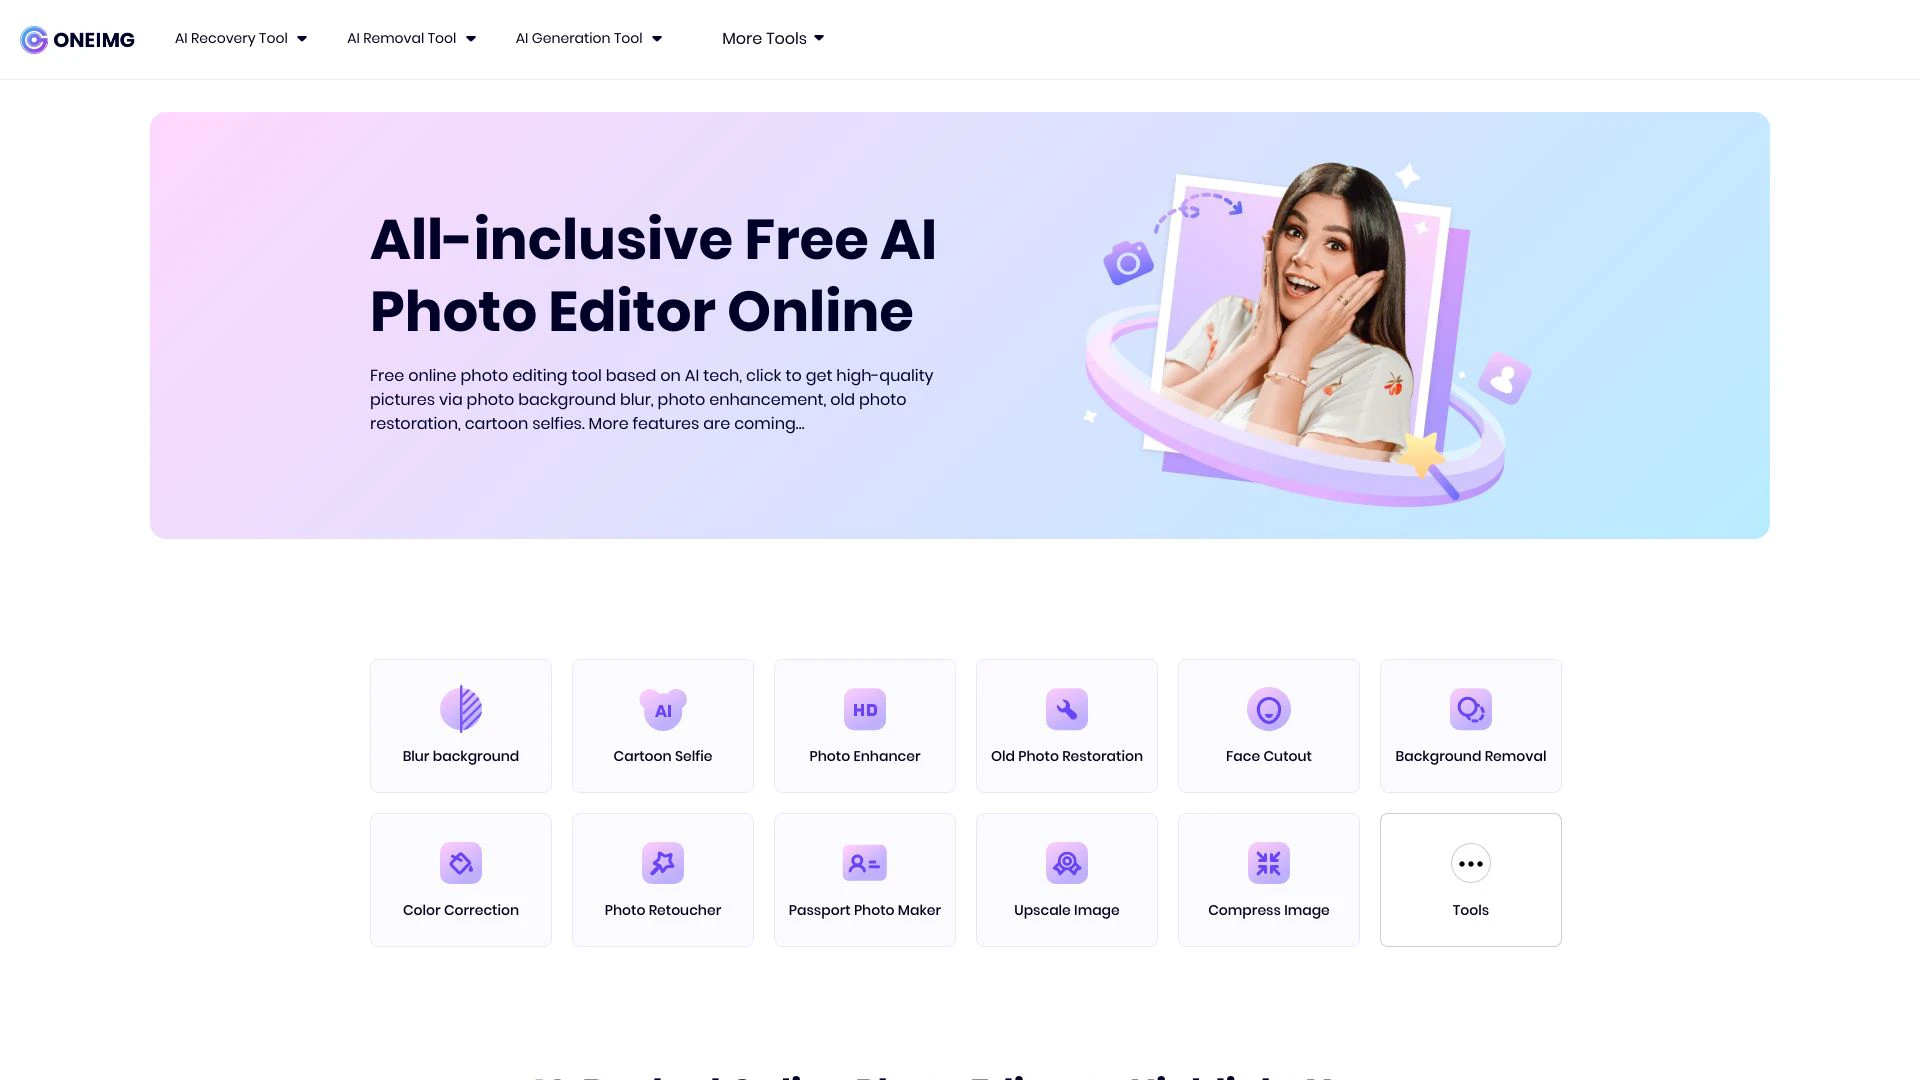 ONEIMG
AI Recovery Tool
AI Removal Tool
AI Generation Tool
More Tools
All-inclusive Free AI
Photo Editor Online
Free online photo editing tool based on AI tech, click to get high-quality
pictures via photo background blur, photo enhancement, old photo
restoration, cartoon selfies. More features are coming...
Blur background
AI
Cartoon Selfie
HD
Photo Enhancer
Old Photo Restoration
Face Cutout
Background Removal
Color Correction
Photo Retoucher
Passport Photo Maker
Upscale Image
Compress Image
Tools